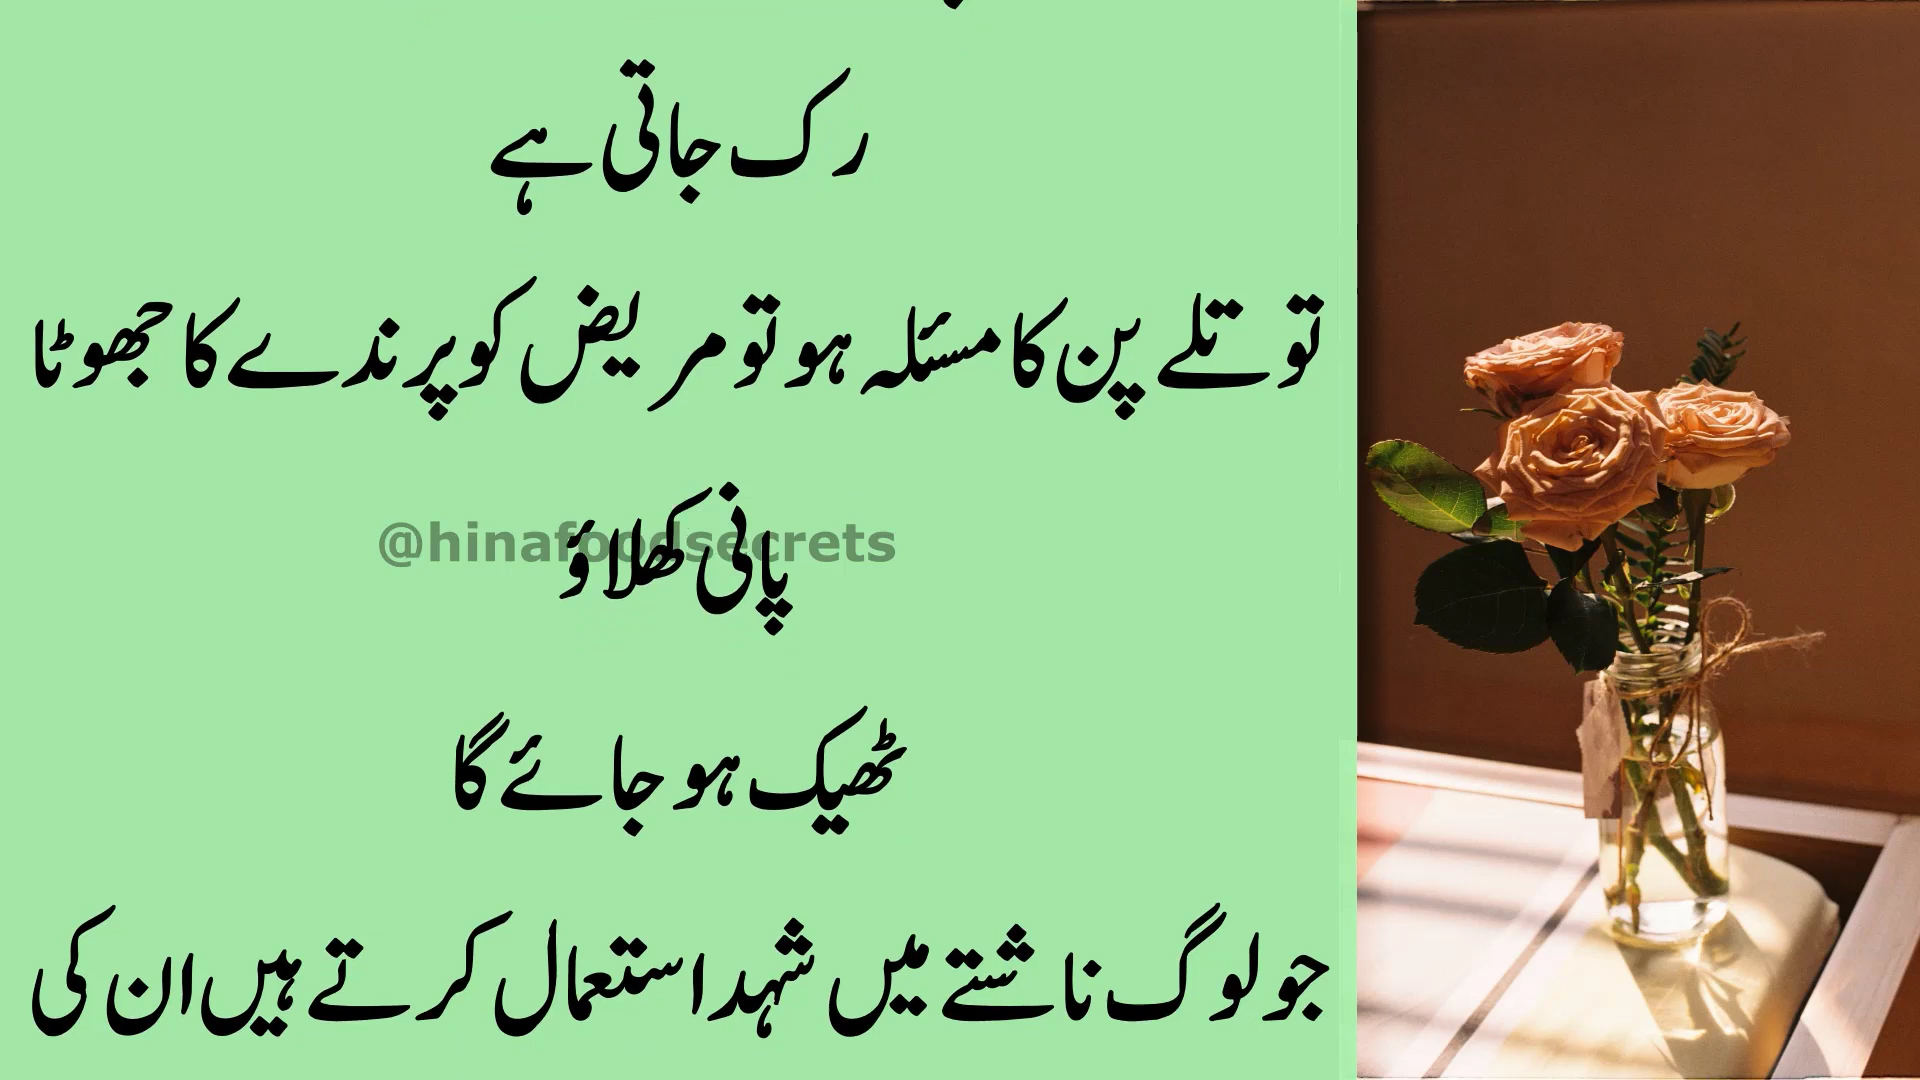 رک جاتی ہے
تو تلے پن کا مسئلہ ہو تو مریض کو پرندے کا جھوٹا
پانی کھلاؤ
@hinafoodsecrets
ٹھیک ہو جائے گا
جو لوگ ناشتے میں شہد استعمال کرتے ہیں ان کی